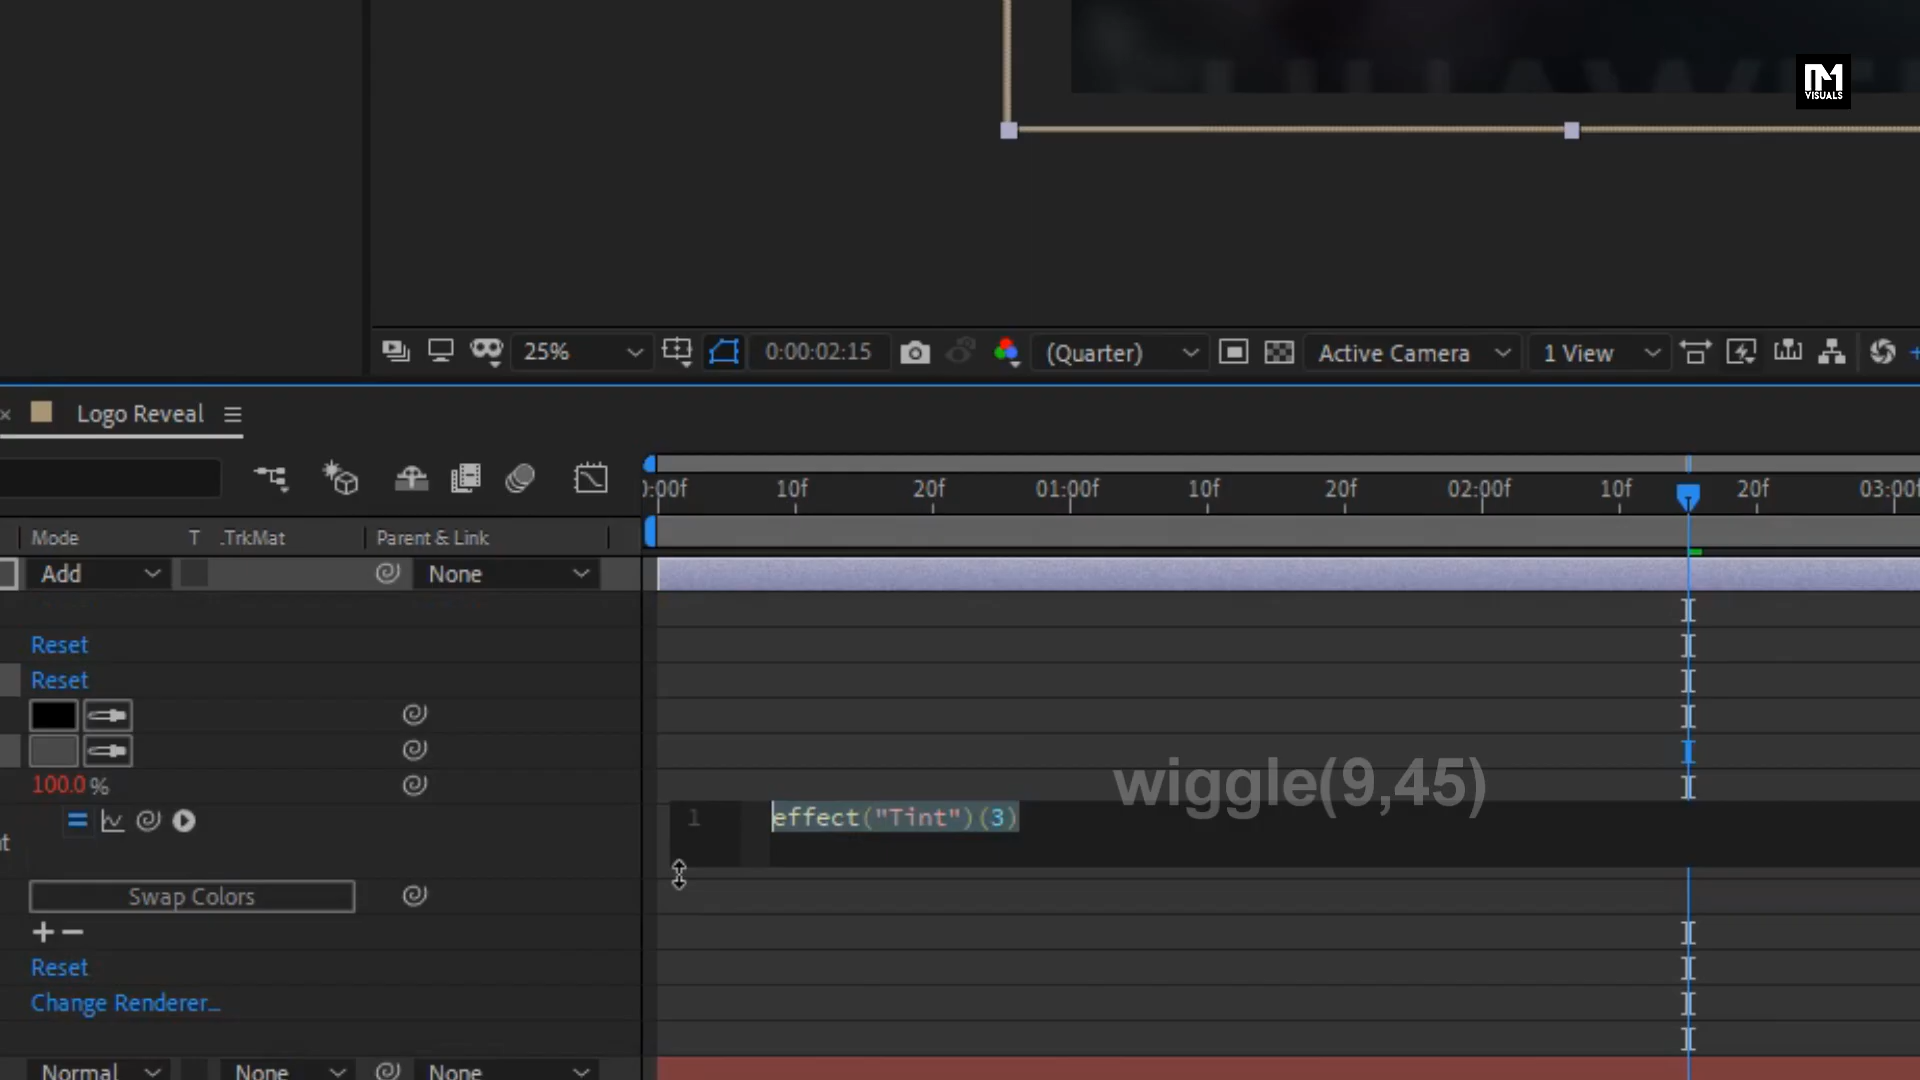 VISUALS
25%
0:00:02:15
(Quarter)
Active Camera
1 View
Logo Reveal
:00f 10f 20f 01:00f 10f 20f 02:00f 10f 20f 03:00f
Mode T .TrkMat Parent & Link
Add None
Reset
Reset
100.0 %
wiggle(9,45)
1 effect("Tint")(3)
t
Swap Colors
Reset
Change Renderer...
Normal None None